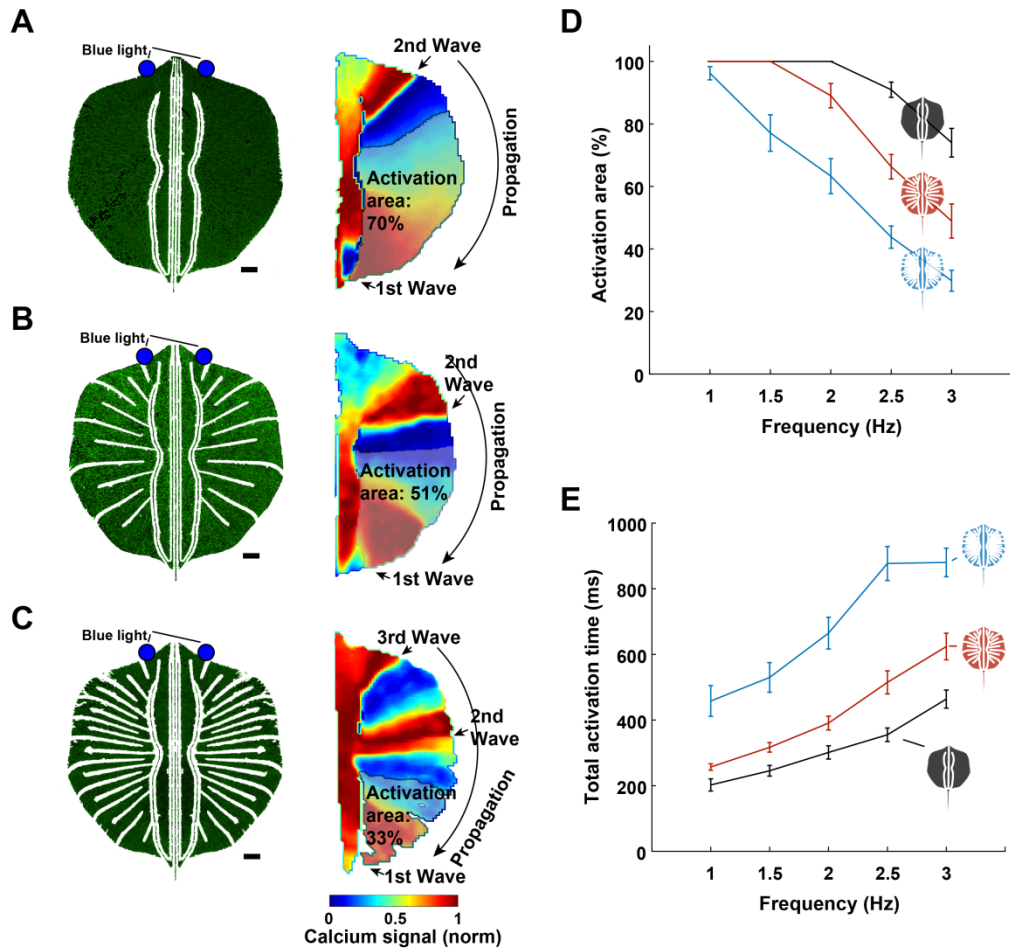 A
Blue light
2nd Wave
Activation
area:
70%
Propagation
1st Wave
B
Blue light
2nd
Wave
Activation
area: 51%
Propagation
1st Wave
C
Blue light
3rd Wave
2nd
Wave
Activation
area:
33%
Propagation
1st Wave
0 0.5 1
Calcium signal (norm)
D
Activation area (%)
100
80
60
40
20
0
1 1.5 2 2.5 3
Frequency (Hz)
E
Total activation time (ms)
1000
800
600
400
200
0
1 1.5 2 2.5 3
Frequency (Hz)